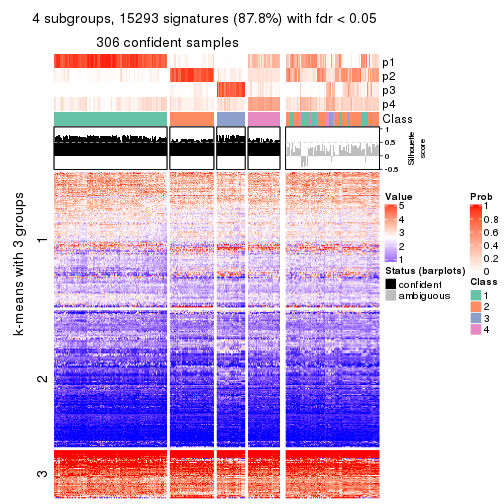 4 subgroups, 15293 signatures (87.8%) with fdr < 0.05
306 confident samples
p1
p2
p3
p4
Class
1
0.5
0
-0.5
Silhouette
score
k-means with 3 groups
1
2
3
Value
5
4
3
2
1
Status (barplots)
confident
ambiguous
Prob
1
0.8
0.6
0.4
0.2
0
Class
1
2
3
4